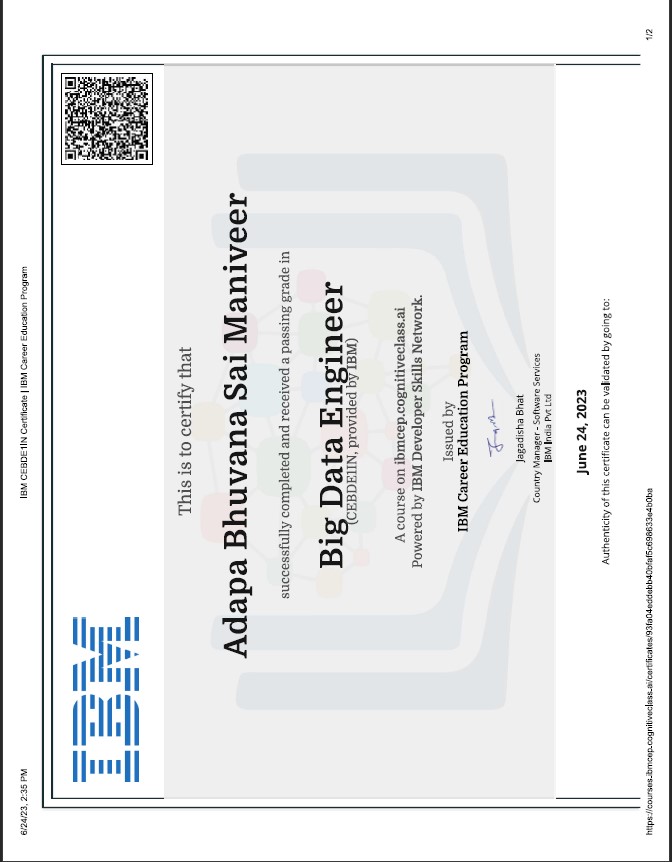 6/24/23, 2:35 PM
IBM CEBDE1IN Certificate | IBM Career Education Program
IBM
This is to certify that
Adapa Bhuvana Sai Maniveer
successfully completed and received a passing grade in
Big Data Engineer
(CEBDE1IN, provided by IBM)
A course on ibmcep.cognitiveclass.ai
Powered by IBM Developer Skills Network.
Issued by
IBM Career Education Program
Jagadisha Bhat
Country Manager - Software Services
IBM India Pvt Ltd
June 24, 2023
Authenticity of this certificate can be validated by going to:
https://courses.ibmcep.cognitiveclass.ai/certificates/93fa04eddebb40bfaf5c698633e4b0ba
1/2